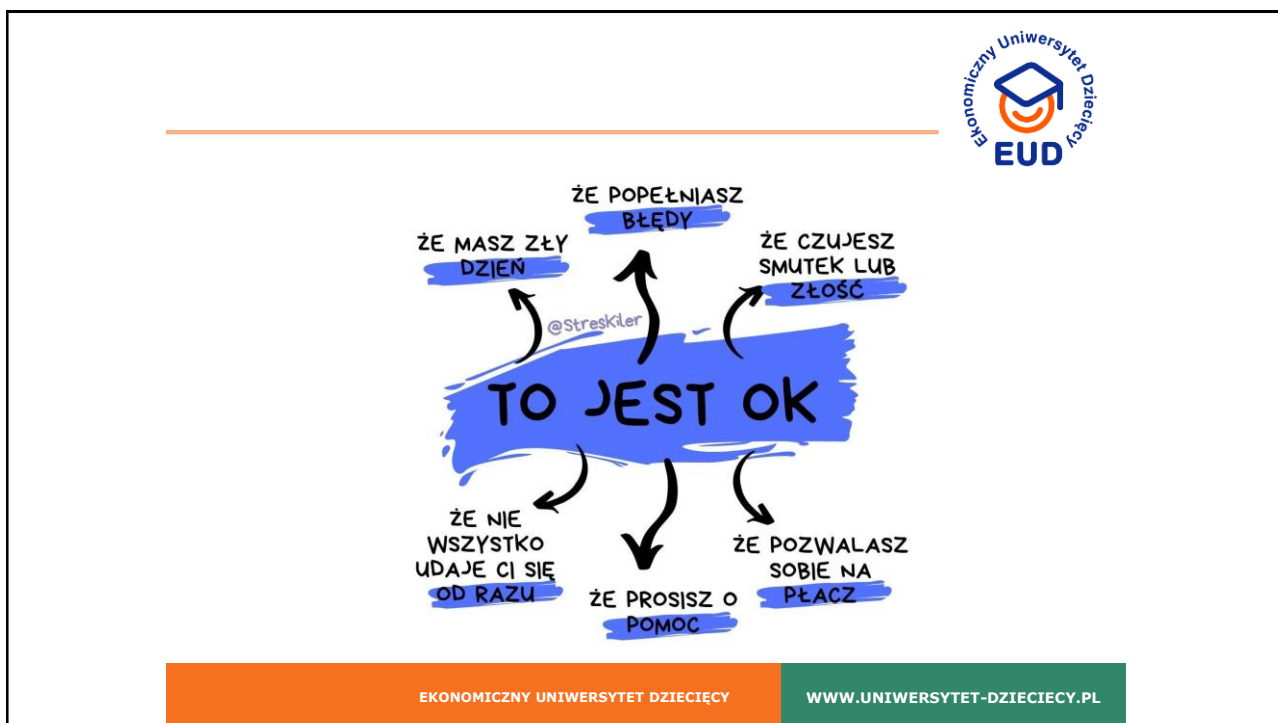 Ekonomiczny Uniwersytet Dziecięcy
EUD
ŻE POPEŁNIASZ
BŁĘDY
ŻE MASZ ZŁY
DZIEŃ
ŻE CZUJESZ
SMUTEK LUB
ZŁOŚĆ
@StresKiler
TO JEST OK
ŻE NIE
WSZYSTKO
UDAJE CI SIĘ
OD RAZU
ŻE PROSISZ O
POMOC
ŻE POZWALASZ
SOBIE NA
PŁACZ
EKONOMICZNY UNIWERSYTET DZIECIĘCY
WWW.UNIWERSYTET-DZIECIECY.PL